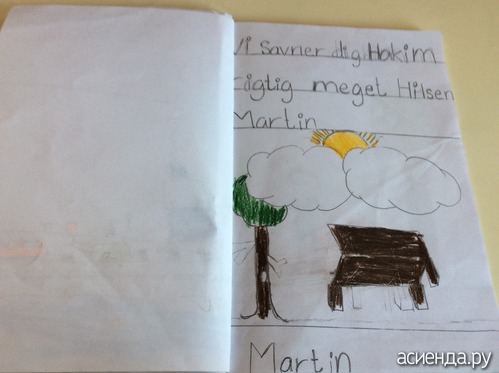 Vi Savner dig Hakim
rigtig meget Hilsen
Martin
Martin
асиенда.ру